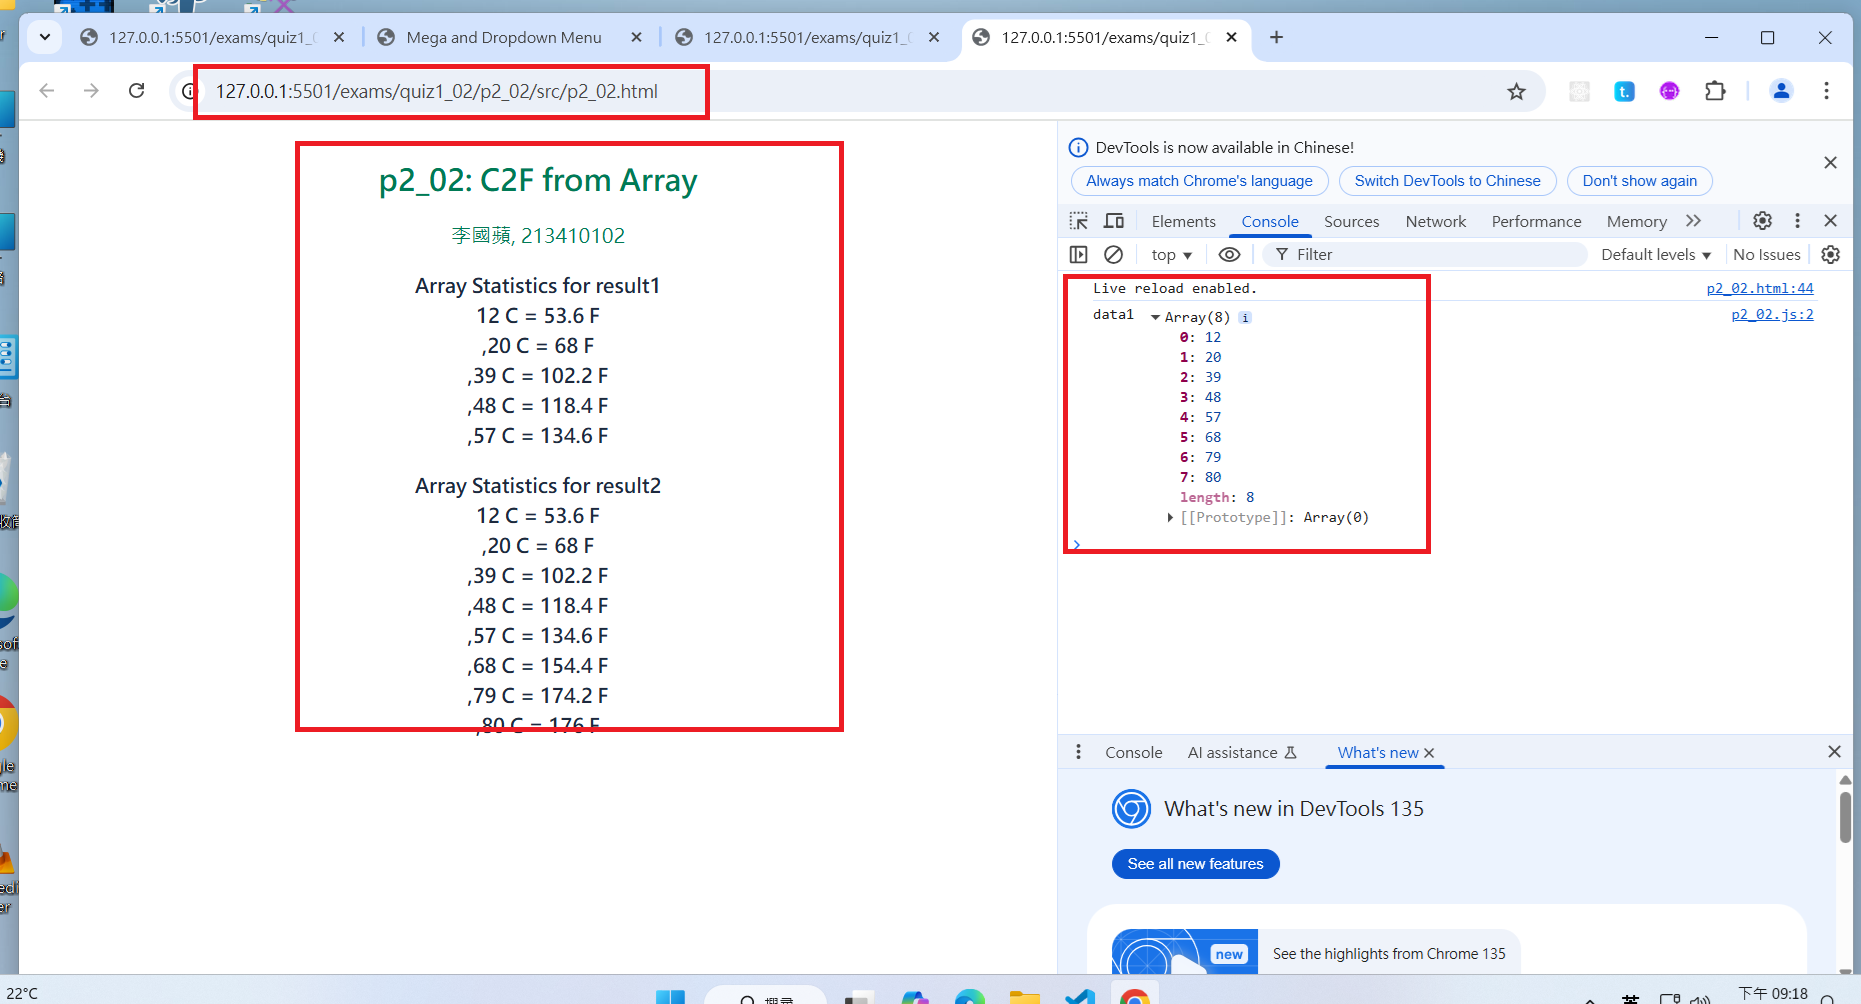 127.0.0.1:5501/exams/quiz1_0
Mega and Dropdown Menu
127.0.0.1:5501/exams/quiz1_0
127.0.0.1:5501/exams/quiz1_0
127.0.0.1:5501/exams/quiz1_02/p2_02/src/p2_02.html
p2_02: C2F from Array
李國蘋, 213410102
Array Statistics for result1
12 C = 53.6 F
,20 C = 68 F
,39 C = 102.2 F
,48 C = 118.4 F
,57 C = 134.6 F
Array Statistics for result2
12 C = 53.6 F
,20 C = 68 F
,39 C = 102.2 F
,48 C = 118.4 F
,57 C = 134.6 F
,68 C = 154.4 F
,79 C = 174.2 F
,80 C = 176 F
DevTools is now available in Chinese!
Always match Chrome's language
Switch DevTools to Chinese
Don't show again
Elements
Console
Sources
Network
Performance
Memory
top
Filter
Default levels
No Issues
Live reload enabled.
p2_02.html:44
data1
Array(8)
p2_02.js:2
0: 12
1: 20
2: 39
3: 48
4: 57
5: 68
6: 79
7: 80
length: 8
[[Prototype]]: Array(0)
Console
AI assistance
What's new
What's new in DevTools 135
See all new features
new
See the highlights from Chrome 135
22°C
搜尋
英
下午 09:18